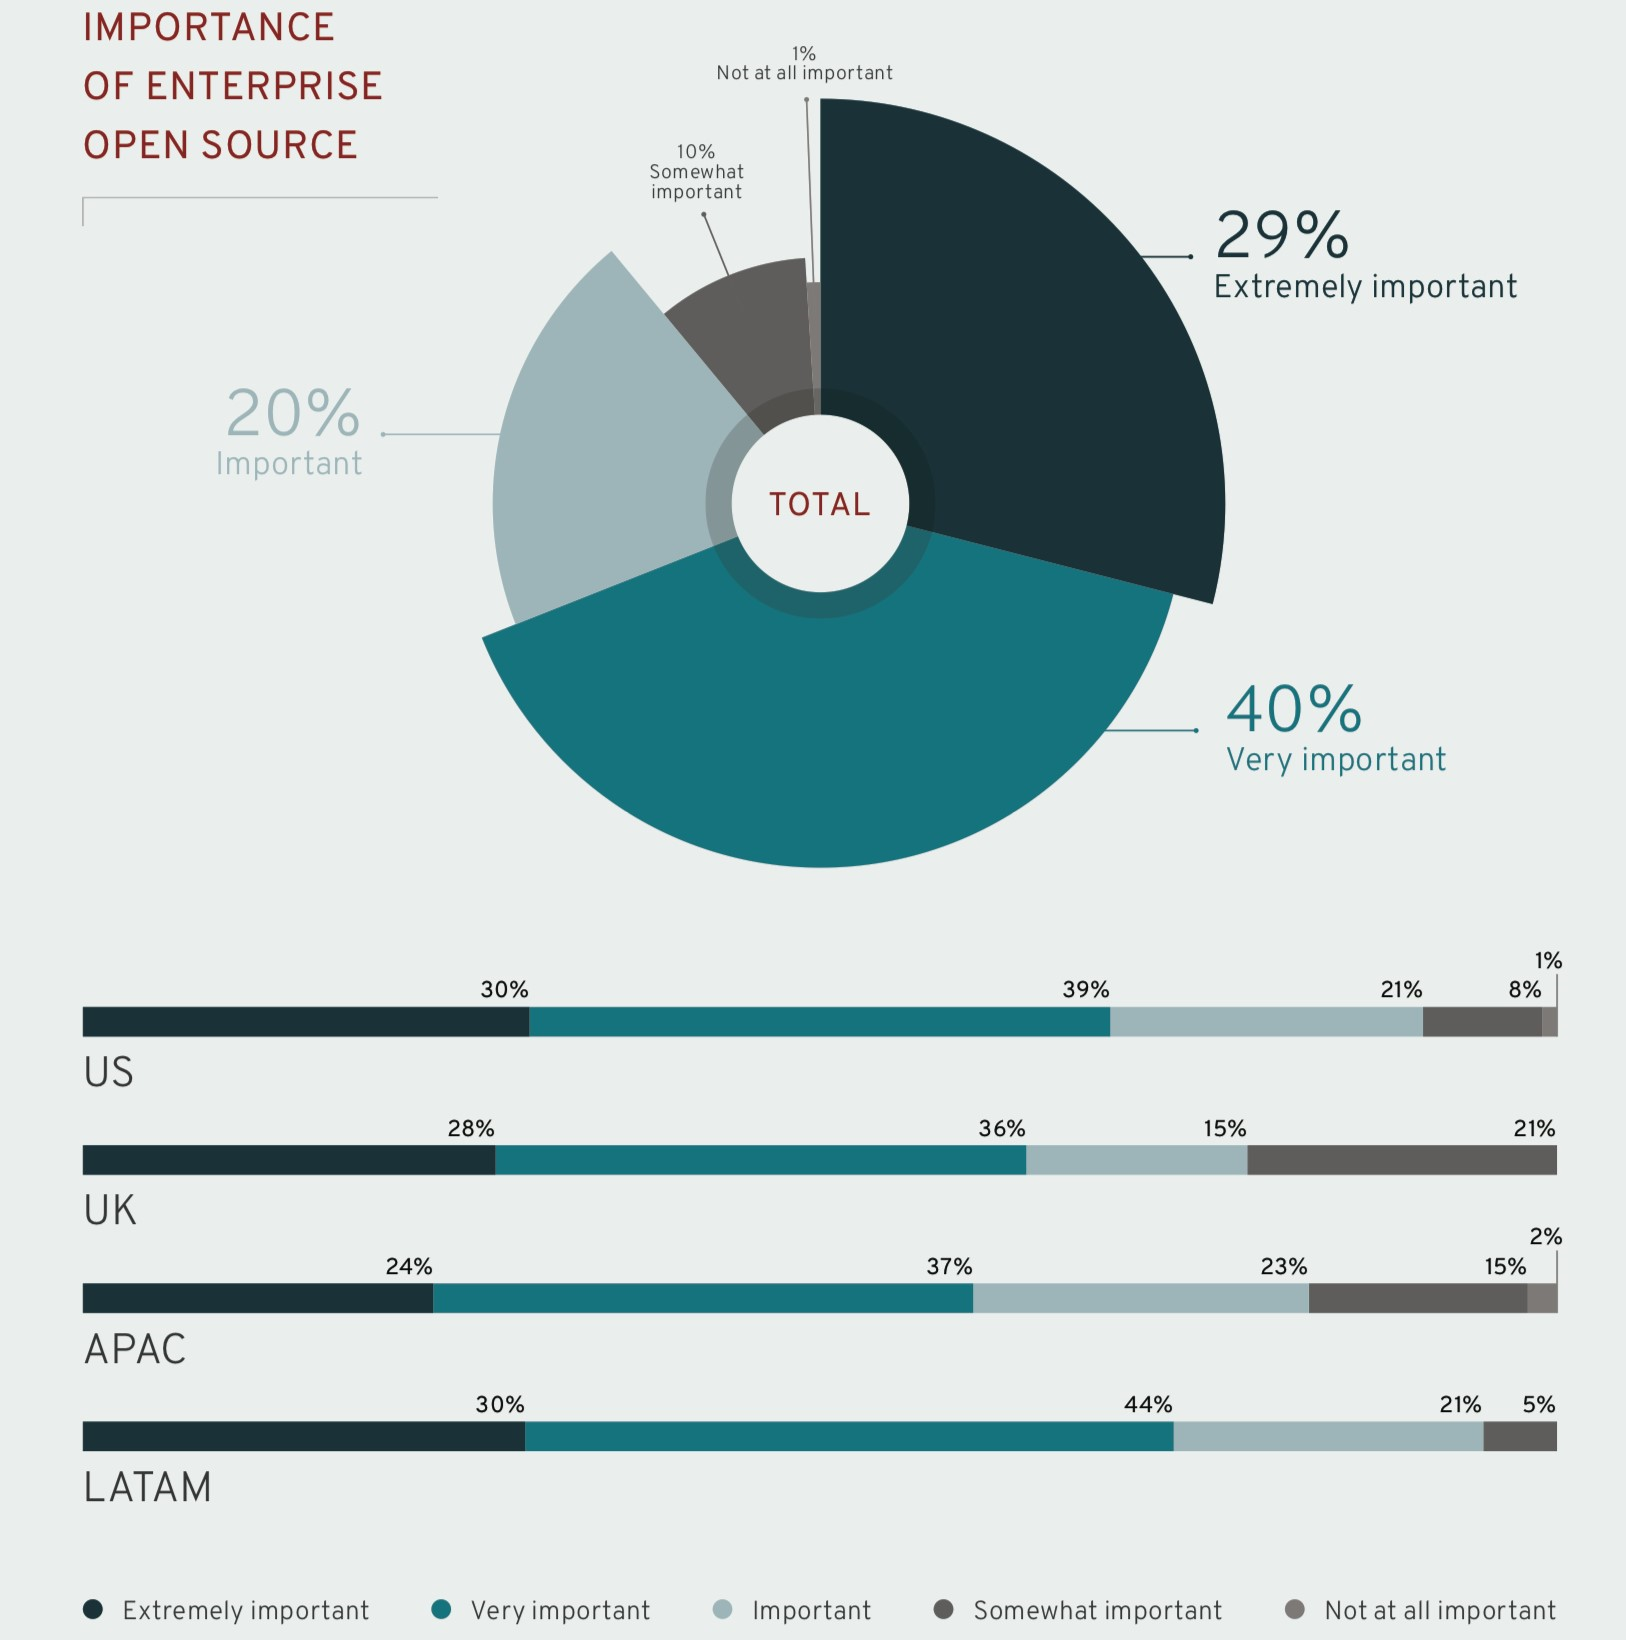 IMPORTANCE
OF ENTERPRISE
OPEN SOURCE
1%
Not at all important
10%
Somewhat
important
29%
Extremely important
20%
Important
TOTAL
40%
Very important
1%
30% 39% 21% 8%
US
28% 36% 15% 21%
UK
2%
24% 37% 23% 15%
APAC
30% 44% 21% 5%
LATAM
Extremely important Very important Important Somewhat important Not at all important